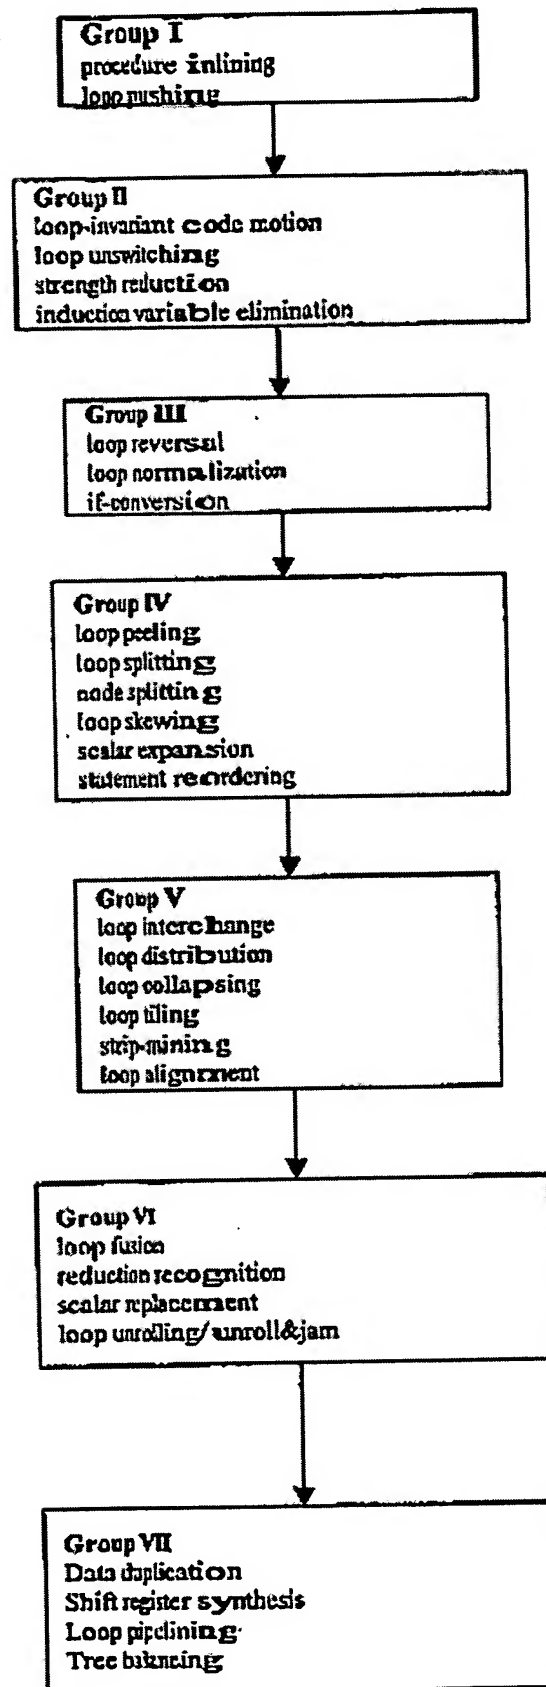 Group I
procedure inlining
loop pushing
Group II
loop-invariant code motion
loop unswitching
strength reduction
induction variable elimination
Group III
loop reversal
loop normalization
if-conversion
Group IV
loop peeling
loop splitting
node splitting
loop skewing
scalar expansion
statement reordering
Group V
loop interchange
loop distribution
loop collapsing
loop tiling
strip-mining
loop alignment
Group VI
loop fusion
reduction recognition
scalar replacement
loop unrolling/unroll&jam
Group VII
Data duplication
Shift register synthesis
Loop pipelining
Tree balancing